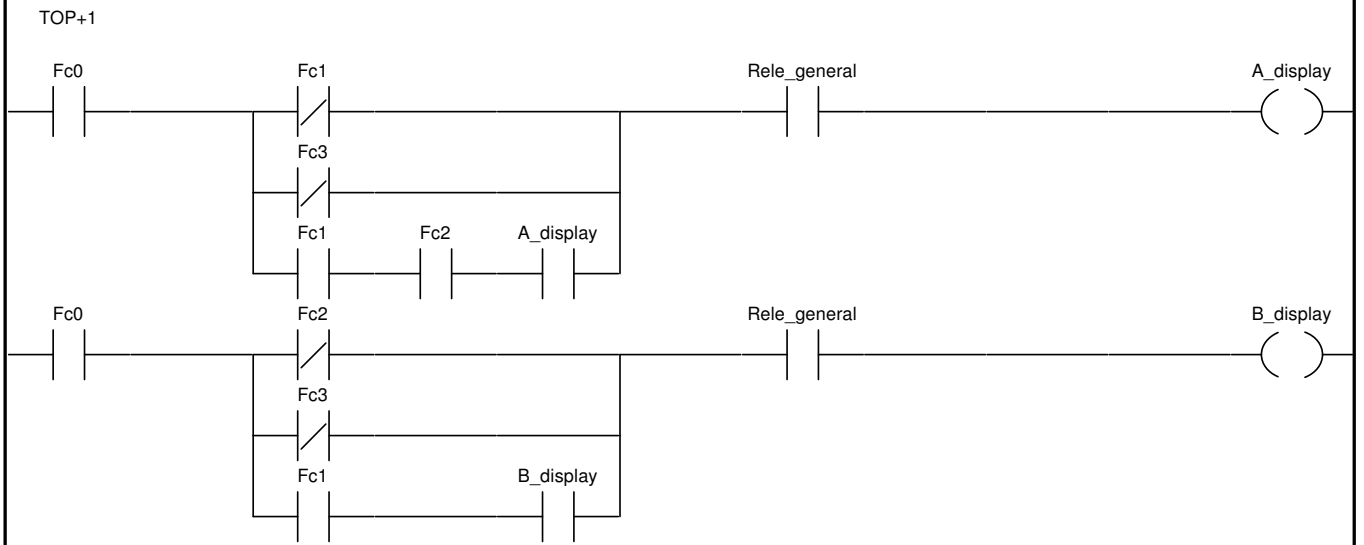 TOP+1
Fc0 Fc1 Rele_general A_display
Fc3
Fc1 Fc2 A_display
Fc0 Fc2 Rele_general B_display
Fc3
Fc1 B_display